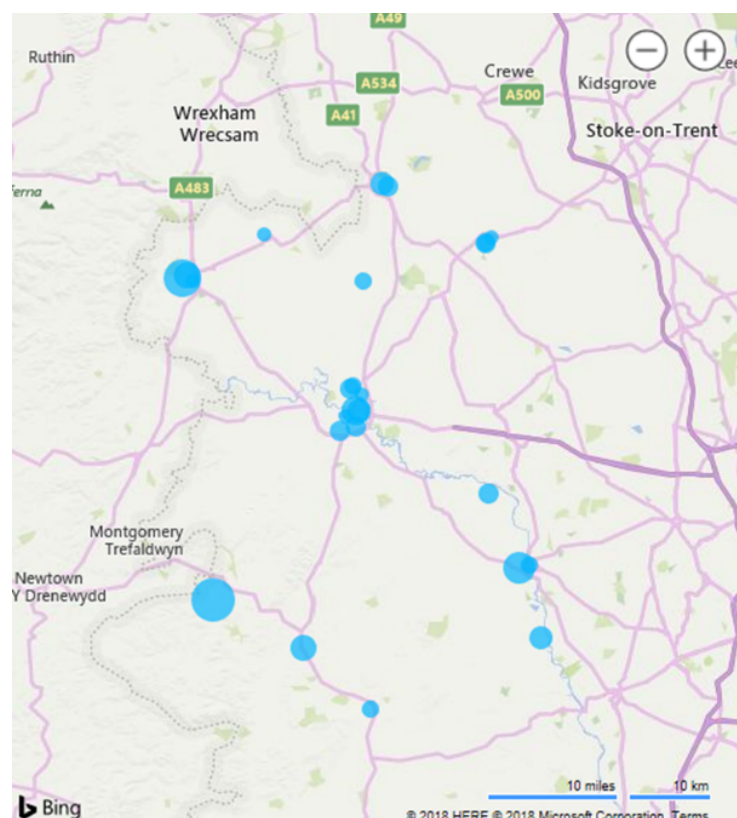 A49
Ruthin
Crewe
A534
Kidsgrove
A500
Wrexham
Wrecsam
A41
Stoke-on-Trent
A483
Montgomery
Trefaldwyn
Newtown
Y Drenewydd
10 miles
10 km
Bing
© 2018 HERE © 2018 Microsoft Corporation Terms